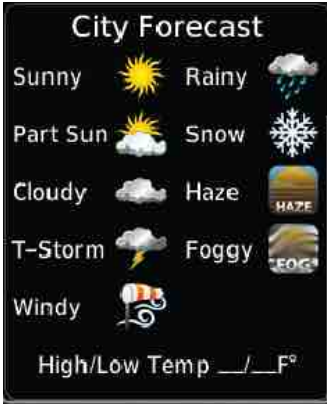 City Forecast
Sunny Rainy
Part Sun Snow
Cloudy Haze HAZE
T-Storm Foggy FOG
Windy
High/Low Temp __/__F°